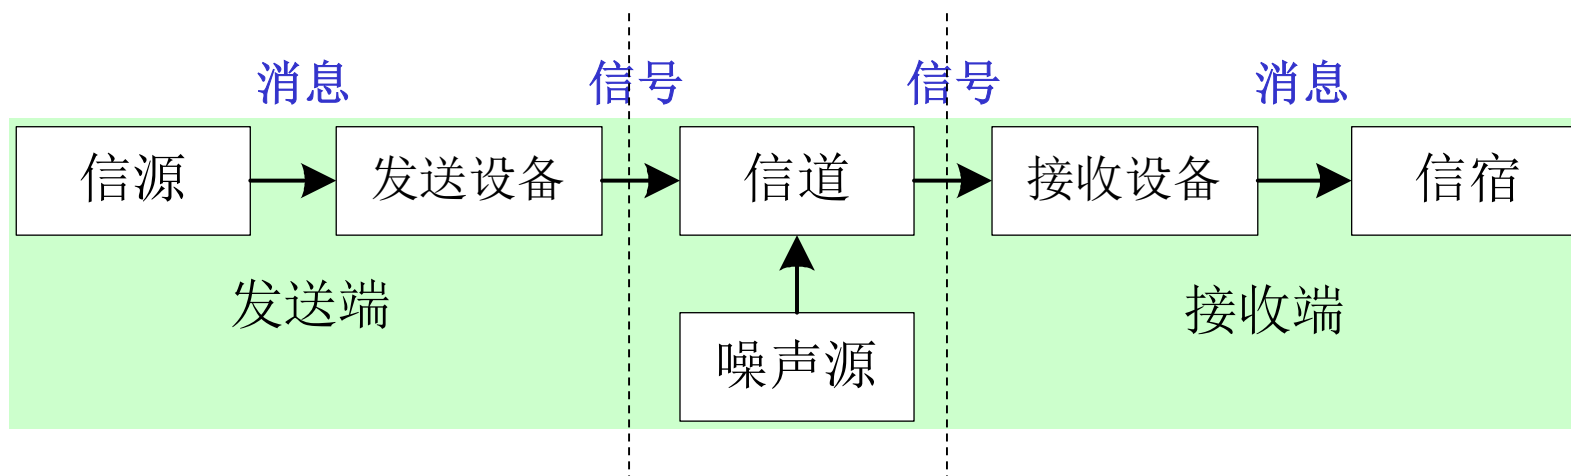 消息 信号 信号 消息
信源 发送设备 信道 接收设备 信宿
发送端 接收端
噪声源